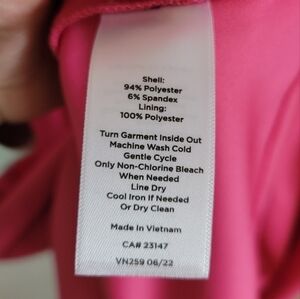 Shell:
94% Polyester
6% Spandex
Lining:
100% Polyester
Turn Garment Inside Out
Machine Wash Cold
Gentle Cycle
Only Non-Chlorine Bleach
When Needed
Line Dry
Cool Iron If Needed
Or Dry Clean
Made in Vietnam
CA# 23147
VN259 06/22